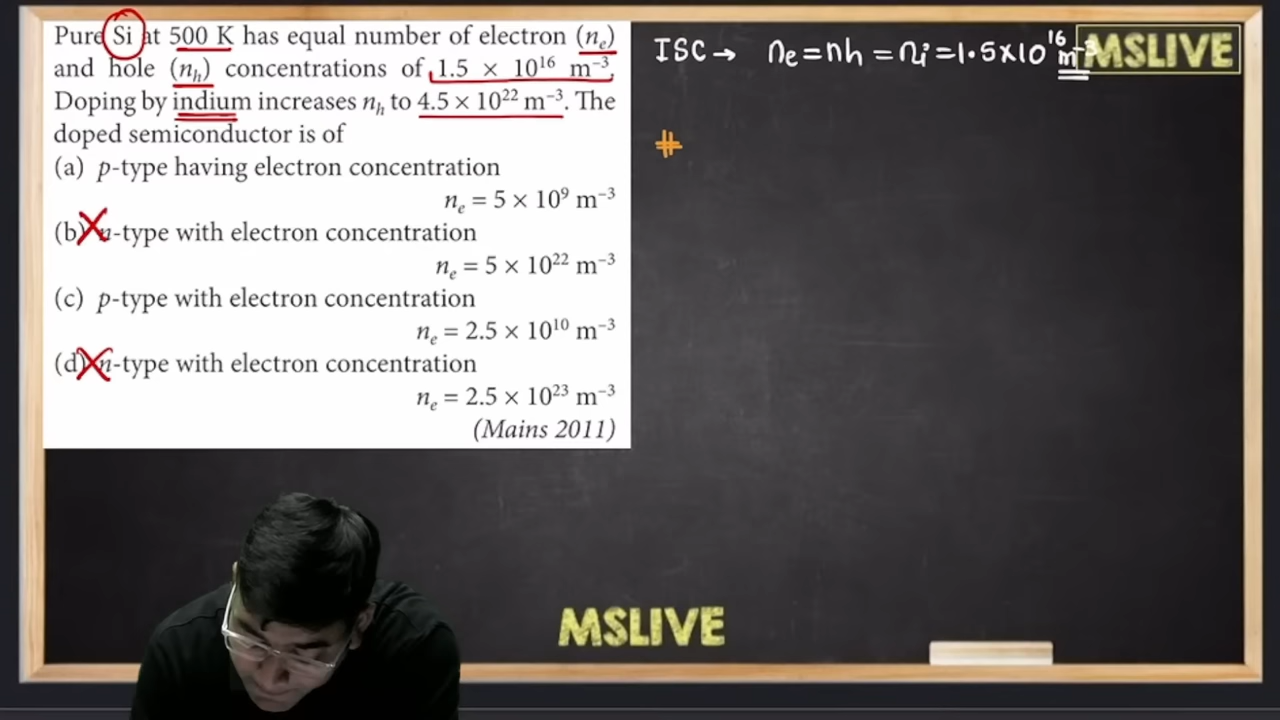 Pure Si at 500 K has equal number of electron (nₑ)
and hole (nₕ) concentrations of 1.5 × 10¹⁶ m⁻³.
Doping by indium increases nₕ to 4.5 × 10²² m⁻³. The
doped semiconductor is of
(a) p-type having electron concentration
nₑ = 5 × 10⁹ m⁻³
(b) n-type with electron concentration
nₑ = 5 × 10²² m⁻³
(c) p-type with electron concentration
nₑ = 2.5 × 10¹⁰ m⁻³
(d) n-type with electron concentration
nₑ = 2.5 × 10²³ m⁻³
(Mains 2011)
ISC → ne = nh = ni = 1.5×10¹⁶ m⁻³
#
MSLIVE
MSLIVE